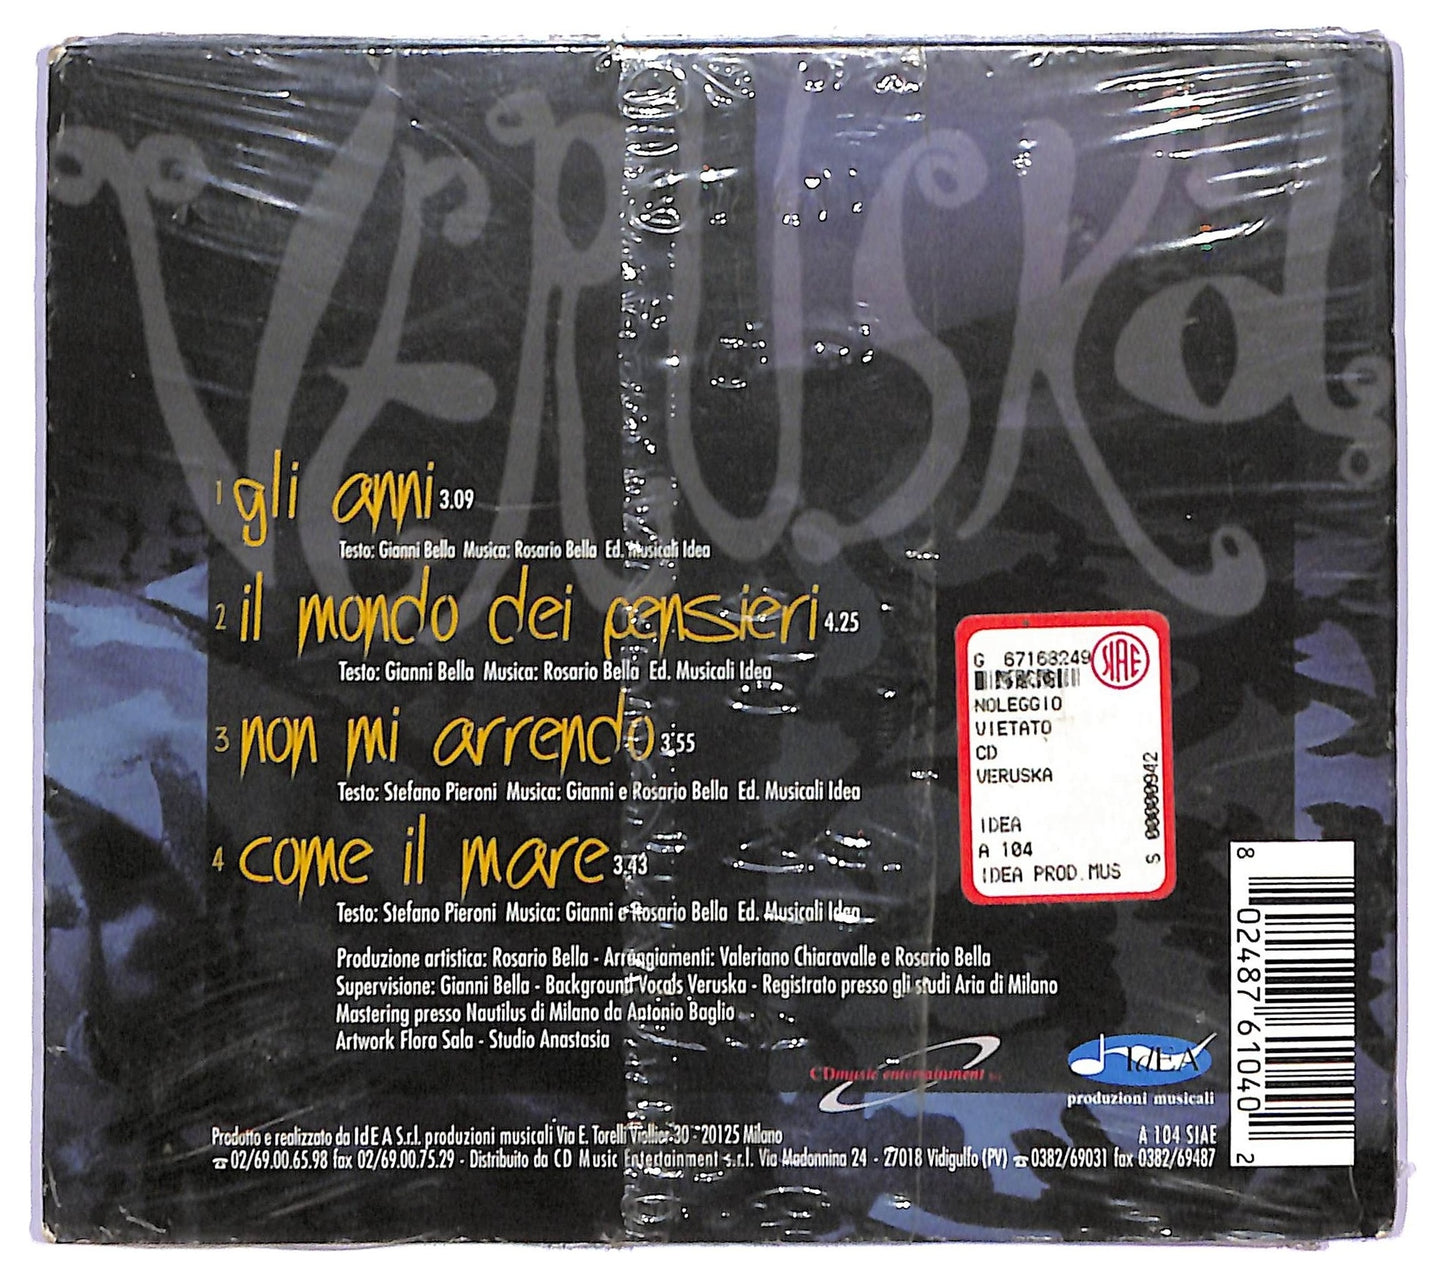 VERUSKA
1 gli anni 3.09
Testo: Gianni Bella Musica: Rosario Bella Ed. Musicali Idea
2 il mondo dei pensieri 4.25
Testo: Gianni Bella Musica: Rosario Bella Ed. Musicali Idea
3 non mi arrendo 3.55
Testo: Stefano Pieroni Musica: Gianni e Rosario Bella Ed. Musicali Idea
4 come il mare 3.43
Testo: Stefano Pieroni Musica: Gianni e Rosario Bella Ed. Musicali Idea
Produzione artistica: Rosario Bella - Arrangiamenti: Valeriano Chiaravalle e Rosario Bella
Supervisione: Gianni Bella - Background Vocals Veruska - Registrato presso gli studi Aria di Milano
Mastering presso Nautilus di Milano da Antonio Baglio
Artwork Flora Sala - Studio Anastasia
G 67168249 SIAE
NOLEGGIO
VIETATO
CD
VERUSKA
IDEA
A 104
IDEA PROD.MUS
S 00000942
CDmusic entertainment
IdEA
produzioni musicali
8 02487 61040 2
Prodotto e realizzato da IdEA S.r.l. produzioni musicali Via E. Torelli Viollier 30 - 20125 Milano
A 104 SIAE
☎02/69.00.65.98 fax 02/69.00.75.29 - Distribuito da CD Music Entertainment s.r.l. Via Madonnina 24 - 27018 Vidigulfo (PV) ☎0382/69031 fax 0382/69487